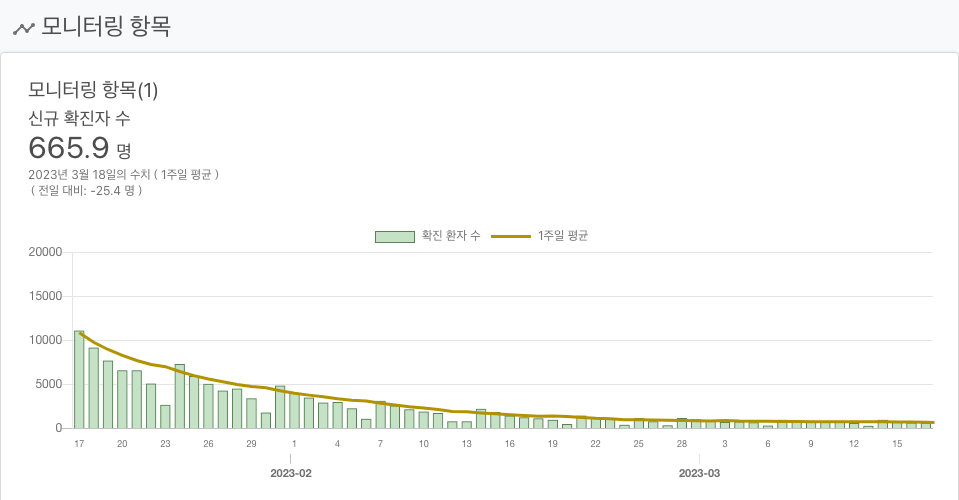 모니터링 항목
모니터링 항목(1)
신규 확진자 수
665.9 명
2023년 3월 18일의 수치 ( 1주일 평균 )
( 전일 대비: -25.4 명 )
확진 환자 수 1주일 평균
20000
15000
10000
5000
0
17 20 23 26 29 1 4 7 10 13 16 19 22 25 28 3 6 9 12 15
2023-02 2023-03